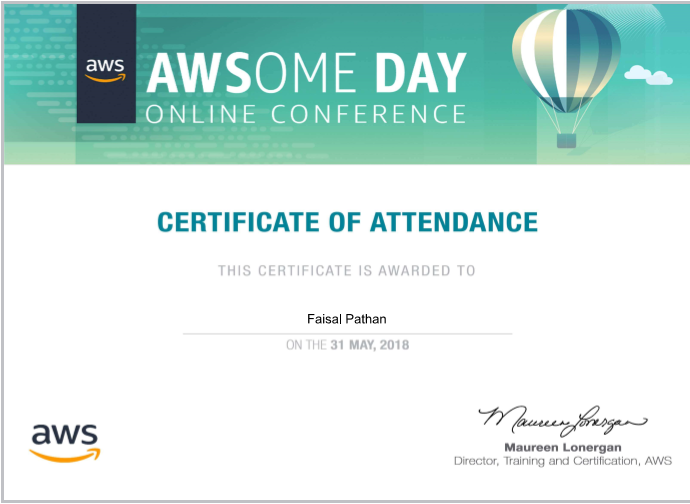 aws
AWSOME DAY
ONLINE CONFERENCE
CERTIFICATE OF ATTENDANCE
THIS CERTIFICATE IS AWARDED TO
Faisal Pathan
ON THE 31 MAY, 2018
Maureen Lonergan
Maureen Lonergan
Director, Training and Certification, AWS
aws